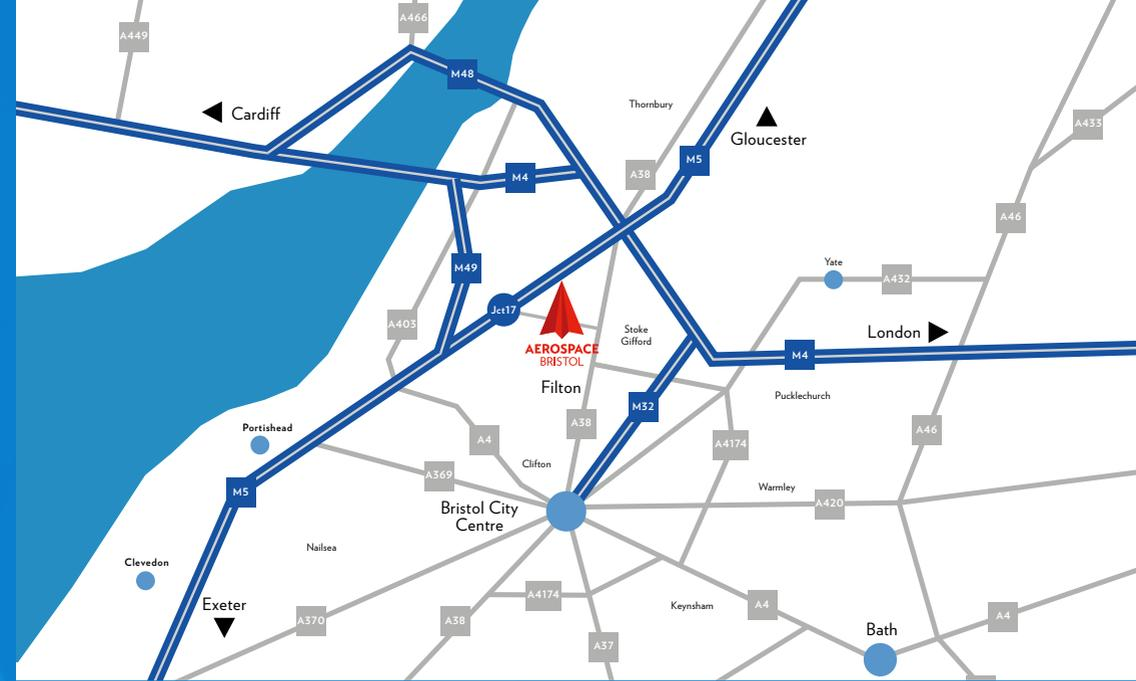 A466
A449
M48
Thornbury
Cardiff
A433
Gloucester
M5
A38
M4
A46
Yate
M49
A432
Jct17
A403
Stoke
Gifford
London
AEROSPACE
BRISTOL
M4
Filton
Pucklechurch
M32
A38
Portishead
A46
A4
A4174
Clifton
A369
Warmley
M5
A420
Bristol City
Centre
Nailsea
Clevedon
A4174
Exeter
Keynsham
A4
A4
A370
A38
Bath
A37